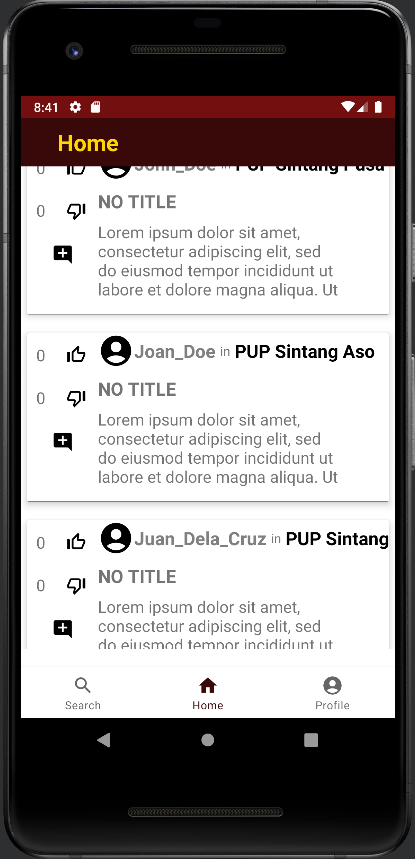 8:41
Home
0 John_Doe in PUP Sintang Pusa
0 NO TITLE
Lorem ipsum dolor sit amet,
consectetur adipiscing elit, sed
do eiusmod tempor incididunt ut
labore et dolore magna aliqua. Ut
0 Joan_Doe in PUP Sintang Aso
0 NO TITLE
Lorem ipsum dolor sit amet,
consectetur adipiscing elit, sed
do eiusmod tempor incididunt ut
labore et dolore magna aliqua. Ut
0 Juan_Dela_Cruz in PUP Sintang
0 NO TITLE
Lorem ipsum dolor sit amet,
consectetur adipiscing elit, sed
do eiusmod tempor incididunt ut
Search Home Profile